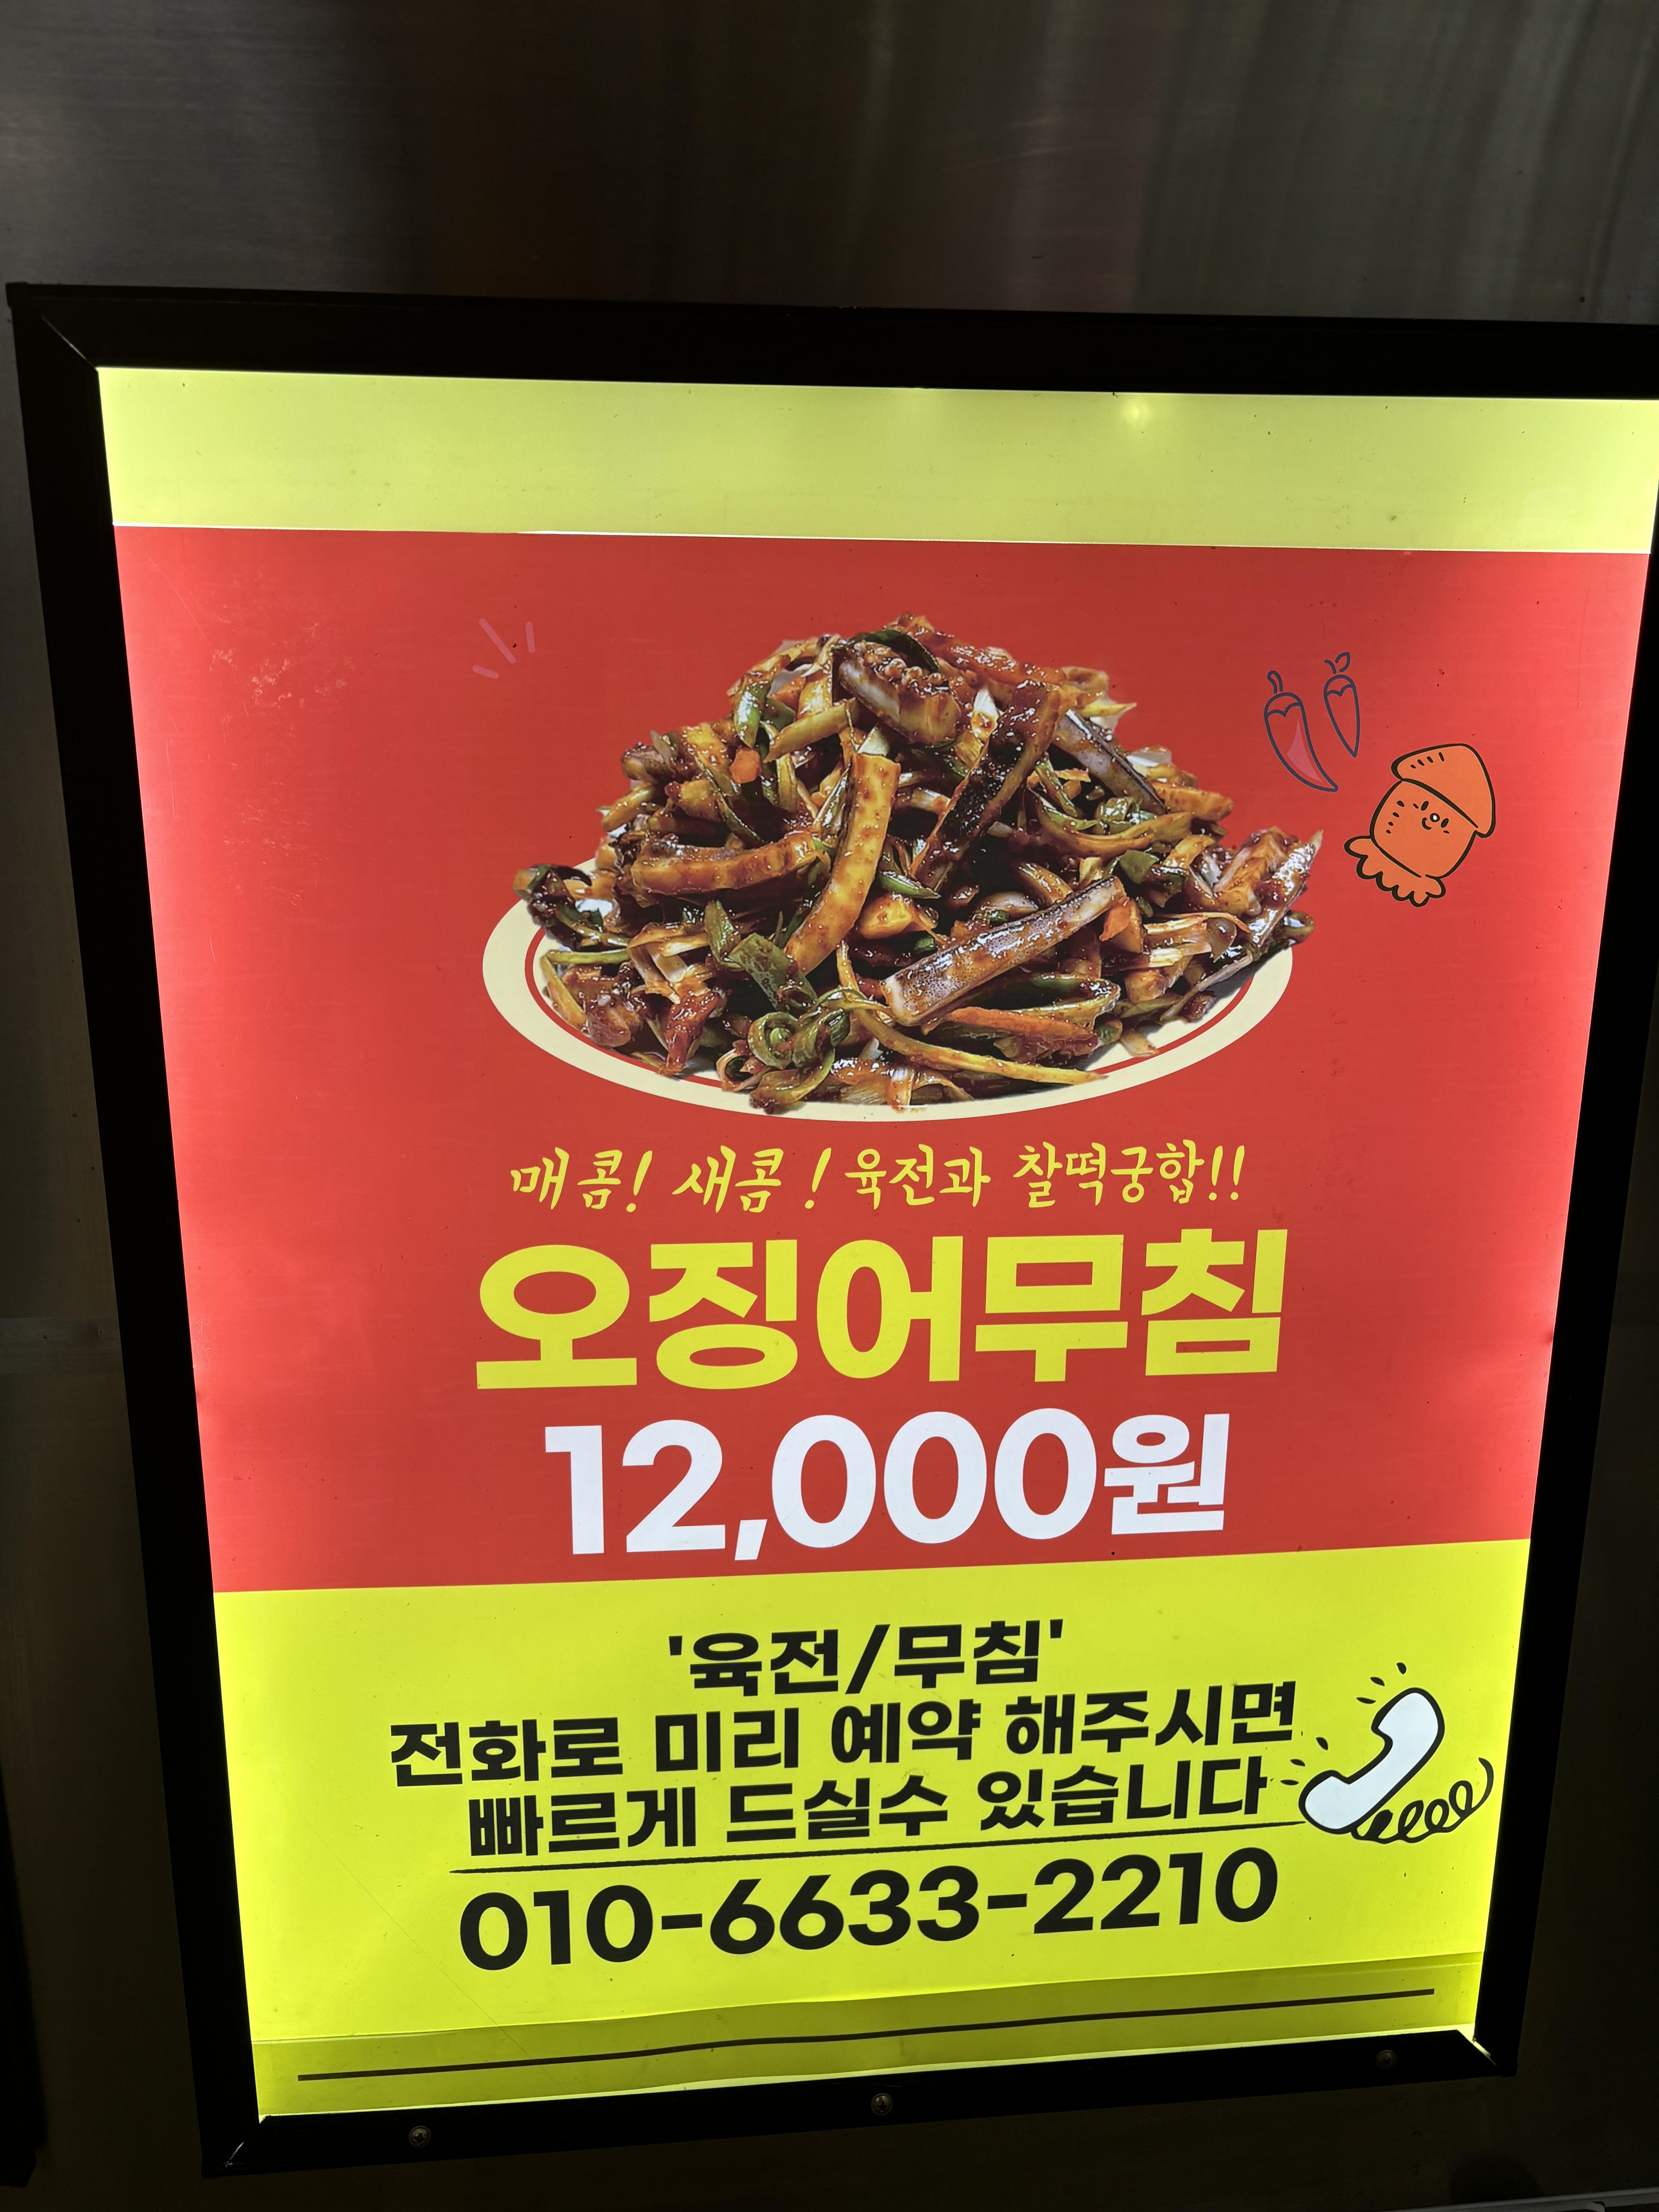 매콤! 새콤! 육전과 찰떡궁합!!
오징어무침
12,000원
'육전/무침'
전화로 미리 예약 해주시면
빠르게 드실수 있습니다
010-6633-2210